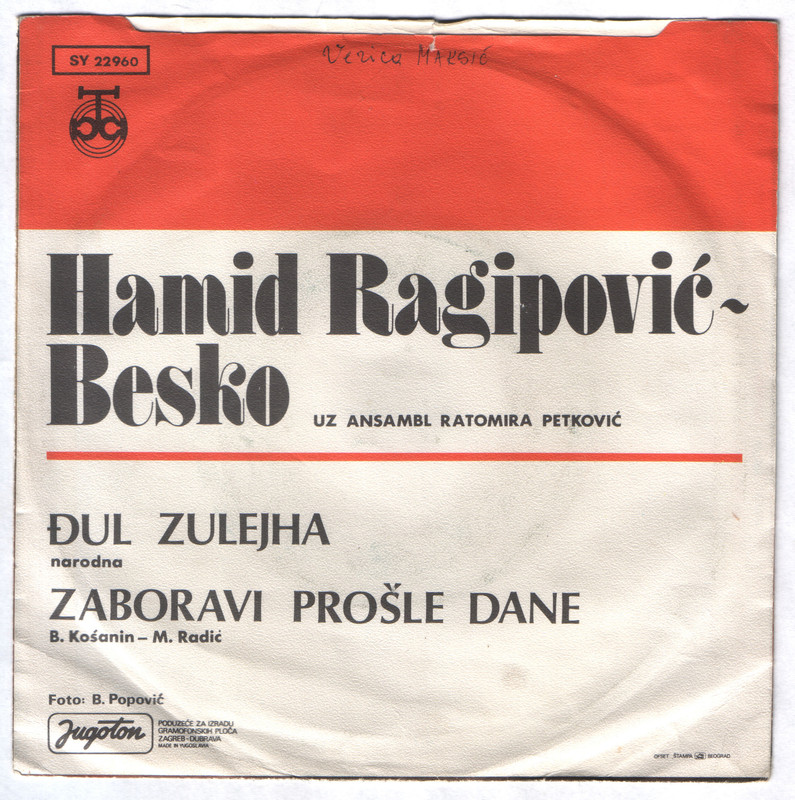 Verica MAKSIĆ
SY 22960
Hamid Ragipović-
Besko UZ ANSAMBL RATOMIRA PETKOVIĆ
ĐUL ZULEJHA
narodna
ZABORAVI PROŠLE DANE
B. Kośanin – M. Radić
Foto: B. Popović
Jugoton
PODUZEĆE ZA IZRADU
GRAMOFONSKIH PLOČA
ZAGREB-DUBRAVA
MADE IN YUGOSLAVIA
OFSET ŠTAMPA BEOGRAD